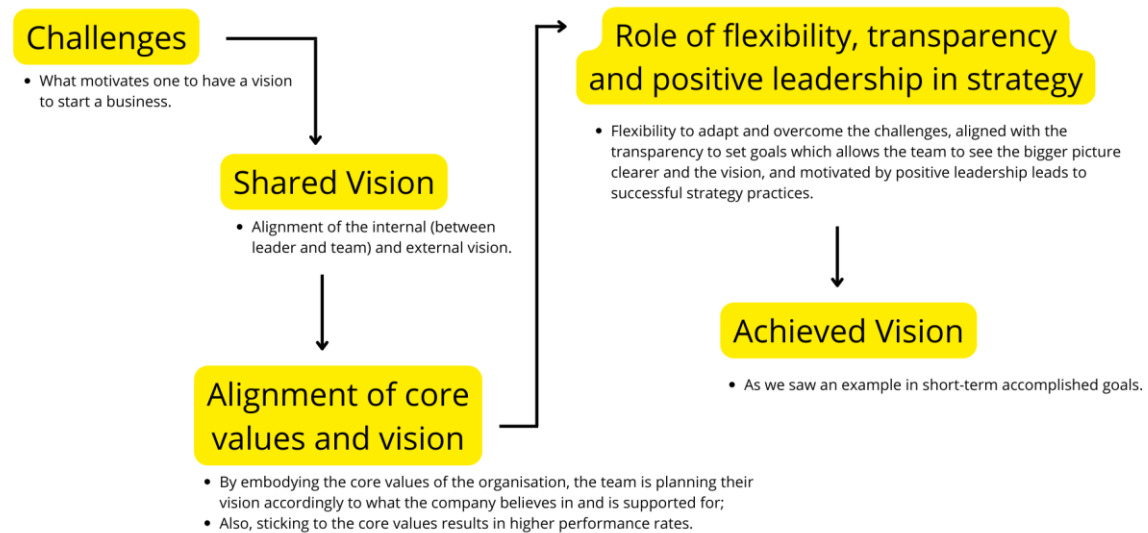 Challenges
• What motivates one to have a vision
to start a business.
Shared Vision
• Alignment of the internal (between
leader and team) and external vision.
Alignment of core
values and vision
• By embodying the core values of the organisation, the team is planning their
vision accordingly to what the company believes in and is supported for;
• Also, sticking to the core values results in higher performance rates.
Role of flexibility, transparency
and positive leadership in strategy
• Flexibility to adapt and overcome the challenges, aligned with the
transparency to set goals which allows the team to see the bigger picture
clearer and the vision, and motivated by positive leadership leads to
successful strategy practices.
Achieved Vision
• As we saw an example in short-term accomplished goals.